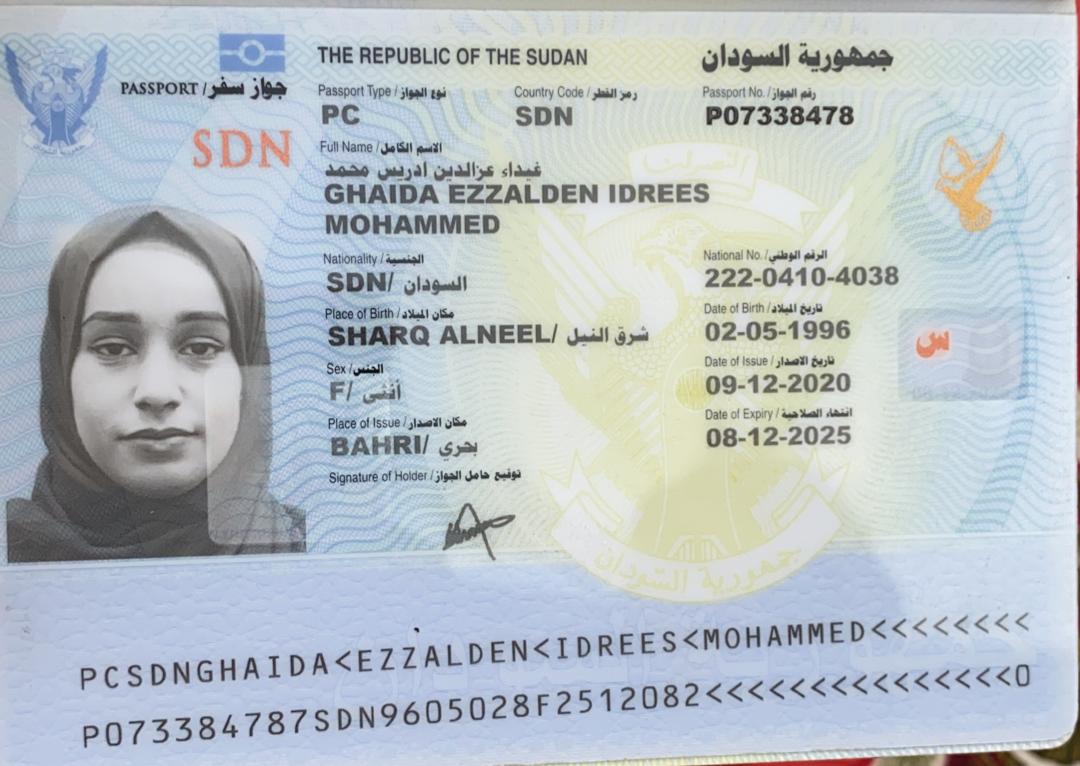 THE REPUBLIC OF THE SUDAN جمهورية السودان
PASSPORT / جواز سفر
Passport Type / نوع الجواز Country Code / رمز القطر Passport No. / رقم الجواز
PC SDN P07338478
SDN
Full Name / الاسم الكامل
غيداء عزالدين ادريس محمد
GHAIDA EZZALDEN IDREES
MOHAMMED
Nationality / الجنسية National No. / الرقم الوطني
SDN/ السودان 222-0410-4038
Place of Birth / مكان الميلاد Date of Birth / تاريخ الميلاد
SHARQ ALNEEL/ شرق النيل 02-05-1996
س
Sex / الجنس Date of Issue / تاريخ الاصدار
F/ أنثى 09-12-2020
Place of Issue / مكان الاصدار Date of Expiry / انتهاء الصلاحية
BAHRI/ بحري 08-12-2025
Signature of Holder / توقيع حامل الجواز
النصر لنا
جمهورية السودان
PCSDNGHAIDA<EZZALDEN<IDREES<MOHAMMED<<<<<<<<
P073384787SDN9605028F2512082<<<<<<<<<<<<<<<0